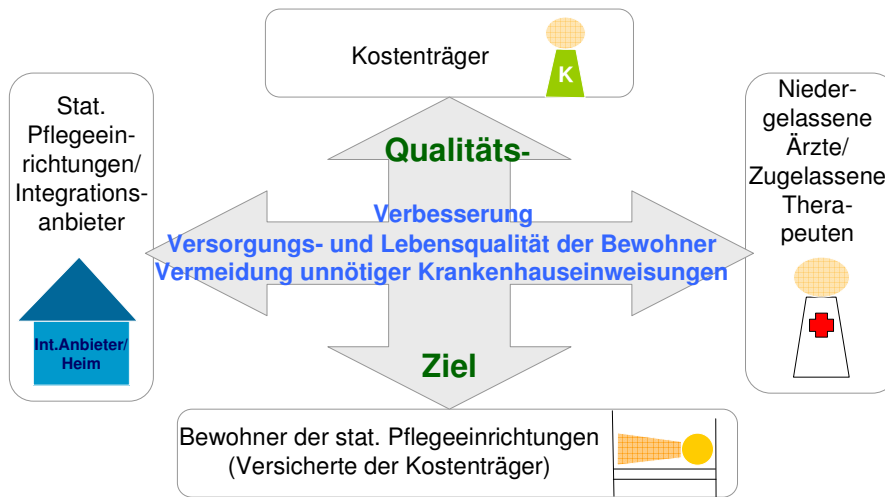 Kostenträger
K
Stat.
Pflegeein-
richtungen/
Integrations-
anbieter
Int.Anbieter/
Heim
Qualitäts-
Verbesserung
Versorgungs- und Lebensqualität der Bewohner
Vermeidung unnötiger Krankenhauseinweisungen
Ziel
Nieder-
gelassene
Ärzte/
Zugelassene
Thera-
peuten
Bewohner der stat. Pflegeeinrichtungen
(Versicherte der Kostenträger)